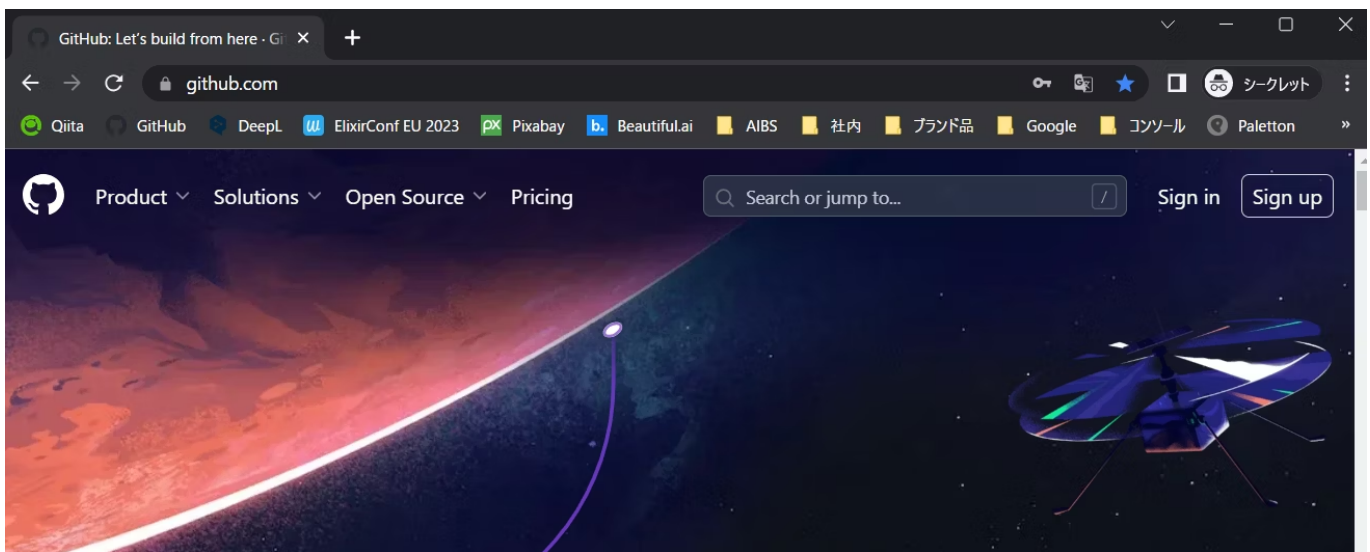 GitHub: Let's build from here · Gi
github.com
シークレット
Qiita GitHub DeepL ElixirConf EU 2023 Pixabay Beautiful.ai AIBS 社内 ブランド品 Google コンソール Paletton »
Product Solutions Open Source Pricing Search or jump to... / Sign in Sign up